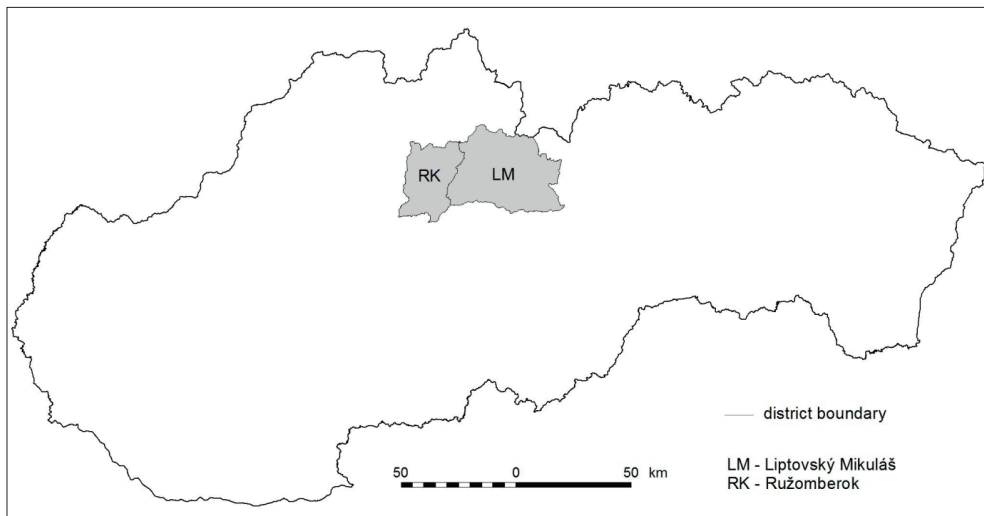 RK
LM
district boundary
50 0 50 km
LM - Liptovský Mikuláš
RK - Ružomberok